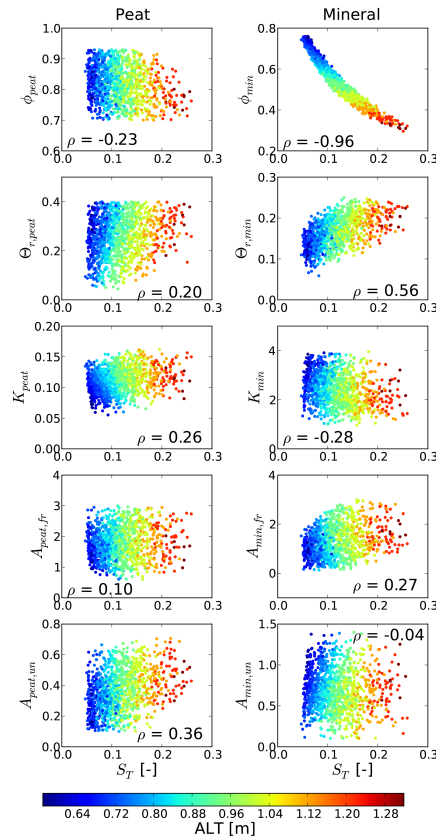 Peat Mineral
1.0 0.8
0.9
0.8 0.6
ϕpeat ϕmin
0.7 0.4
ρ = -0.23 ρ = -0.96
0.6 0.2
0.0 0.1 0.2 0.3 0.0 0.1 0.2 0.3
0.3
0.4
Θr,peat 0.2 Θr,min
0.2 0.1
ρ = 0.20 ρ = 0.56
0.0 0.0
0.0 0.1 0.2 0.3 0.0 0.1 0.2 0.3
0.20
0.15 4
Kpeat 0.10 Kmin 2
0.05
ρ = 0.26 ρ = -0.28
0.00 0
0.0 0.1 0.2 0.3 0.0 0.1 0.2 0.3
4 4
3
Apeat,fr 2 Amin,fr 2
1
ρ = 0.10 0 ρ = 0.27
0
0.0 0.1 0.2 0.3 0.0 0.1 0.2 0.3
0.8 1.5 ρ = -0.04
0.6 1.0
Apeat,un 0.4 Amin,un
0.2 0.5
ρ = 0.36
0.0 0.0
0.0 0.1 0.2 0.3 0.0 0.1 0.2 0.3
ST [-] ST [-]
0.64 0.72 0.80 0.88 0.96 1.04 1.12 1.20 1.28
ALT [m]